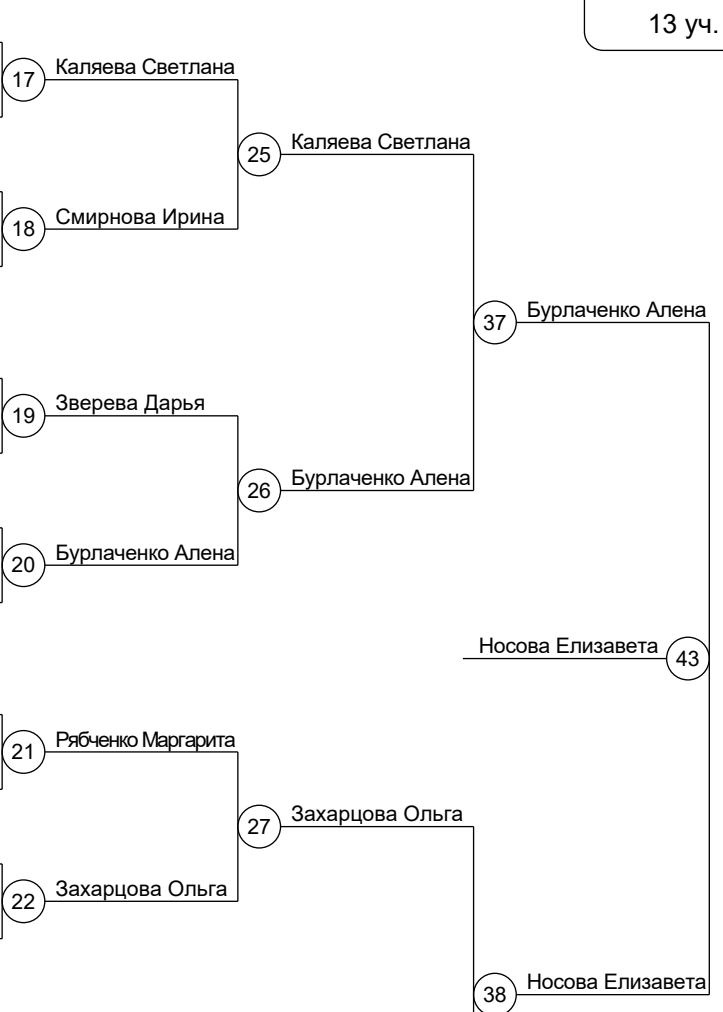 13 уч.
Каляева Светлана
17
Каляева Светлана
25
Смирнова Ирина
18
Бурлаченко Алена
37
Зверева Дарья
19
Бурлаченко Алена
26
Бурлаченко Алена
20
Носова Елизавета
43
Рябченко Маргарита
21
Захарцова Ольга
27
Захарцова Ольга
22
Носова Елизавета
38